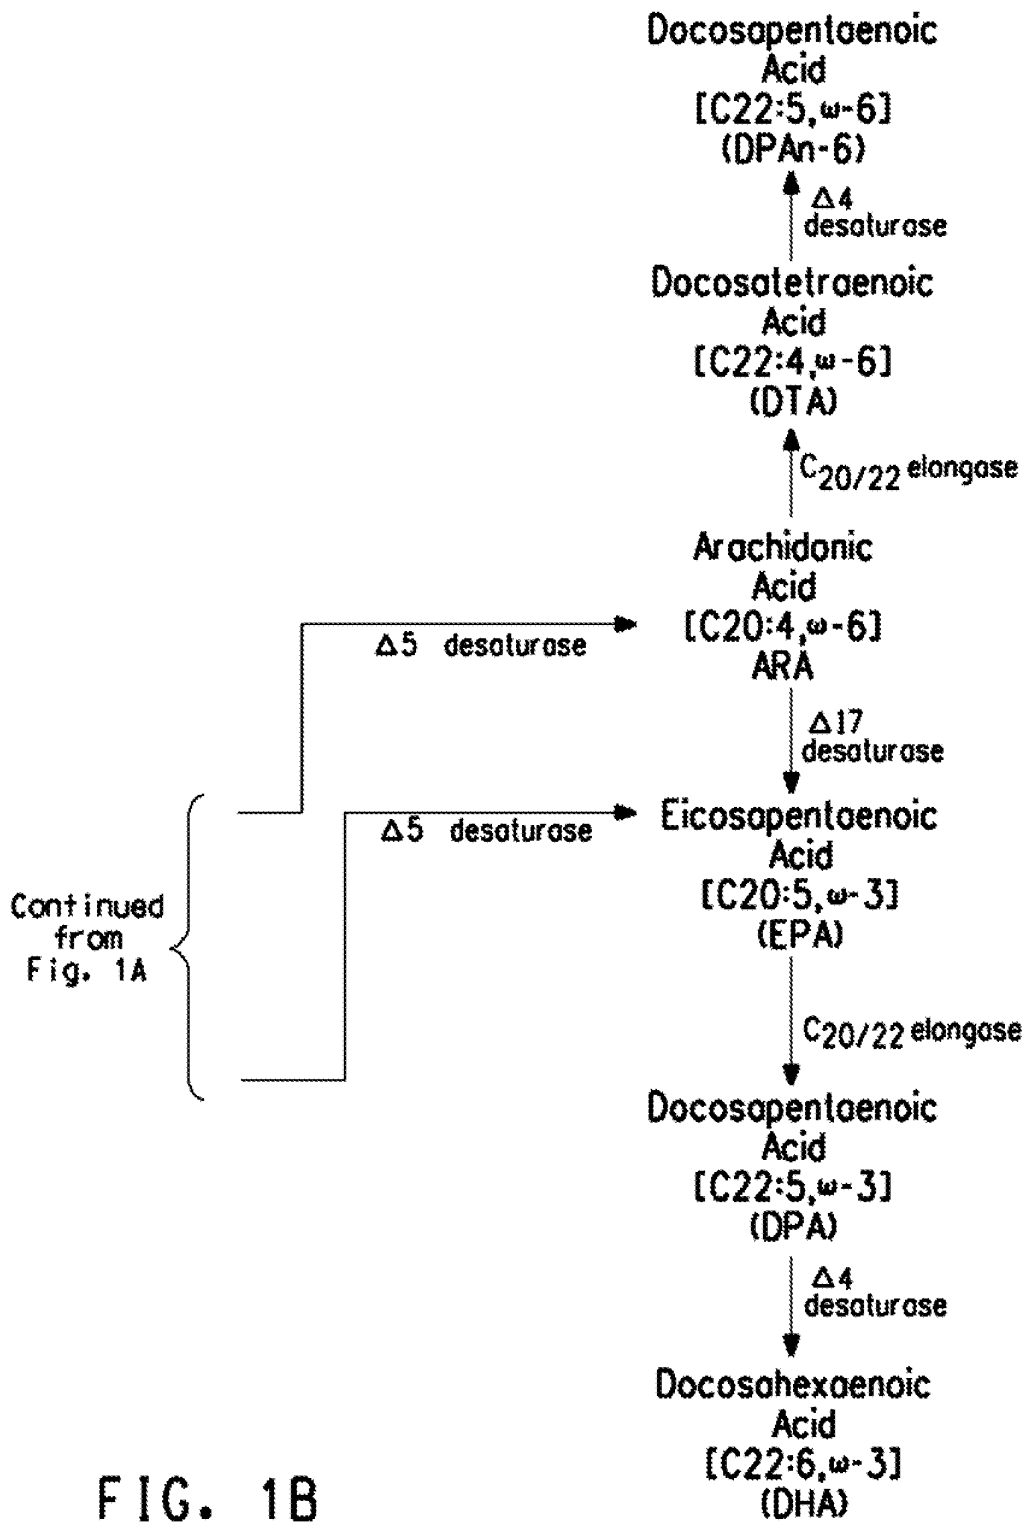 Docosapentaenoic
Acid
[C22:5,ω-6]
(DPAn-6)
Δ4
desaturase
Docosatetraenoic
Acid
[C22:4,ω-6]
(DTA)
C20/22 elongase
Arachidonic
Acid
[C20:4,ω-6]
ARA
Δ5 desaturase
Δ17
desaturase
Eicosapentaenoic
Acid
[C20:5,ω-3]
(EPA)
Δ5 desaturase
Continued
from
Fig. 1A
C20/22 elongase
Docosapentaenoic
Acid
[C22:5,ω-3]
(DPA)
Δ4
desaturase
Docosahexaenoic
Acid
[C22:6,ω-3]
(DHA)
FIG. 1B